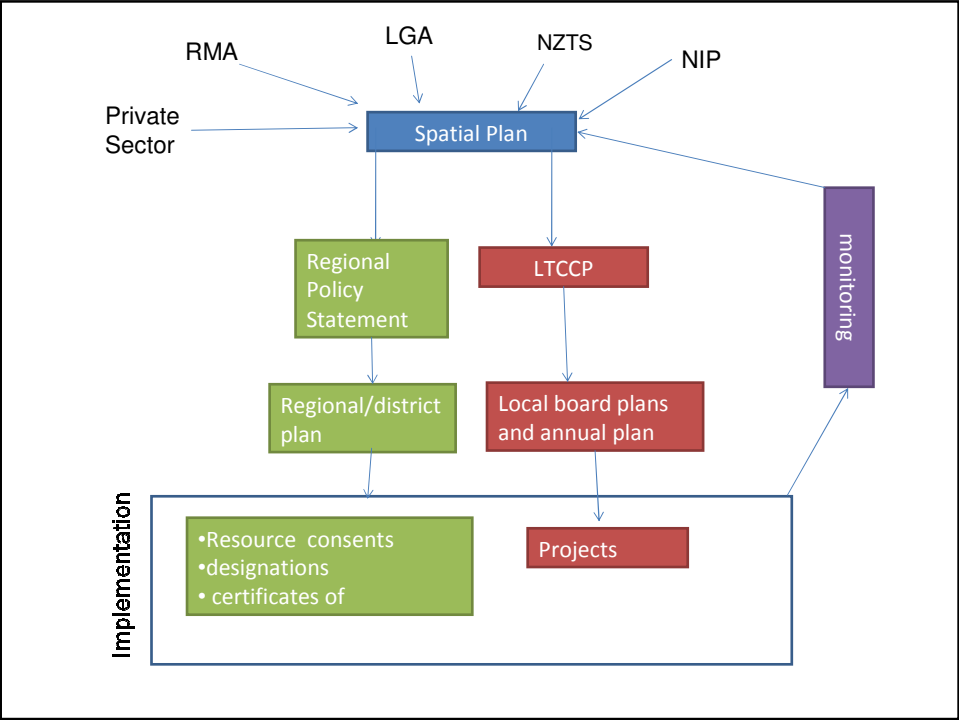 RMA
LGA
NZTS
NIP
Private
Sector
Spatial Plan
Regional
Policy
Statement
LTCCP
monitoring
Regional/district
plan
Local board plans
and annual plan
Implementation
•Resource consents
•designations
• certificates of
Projects